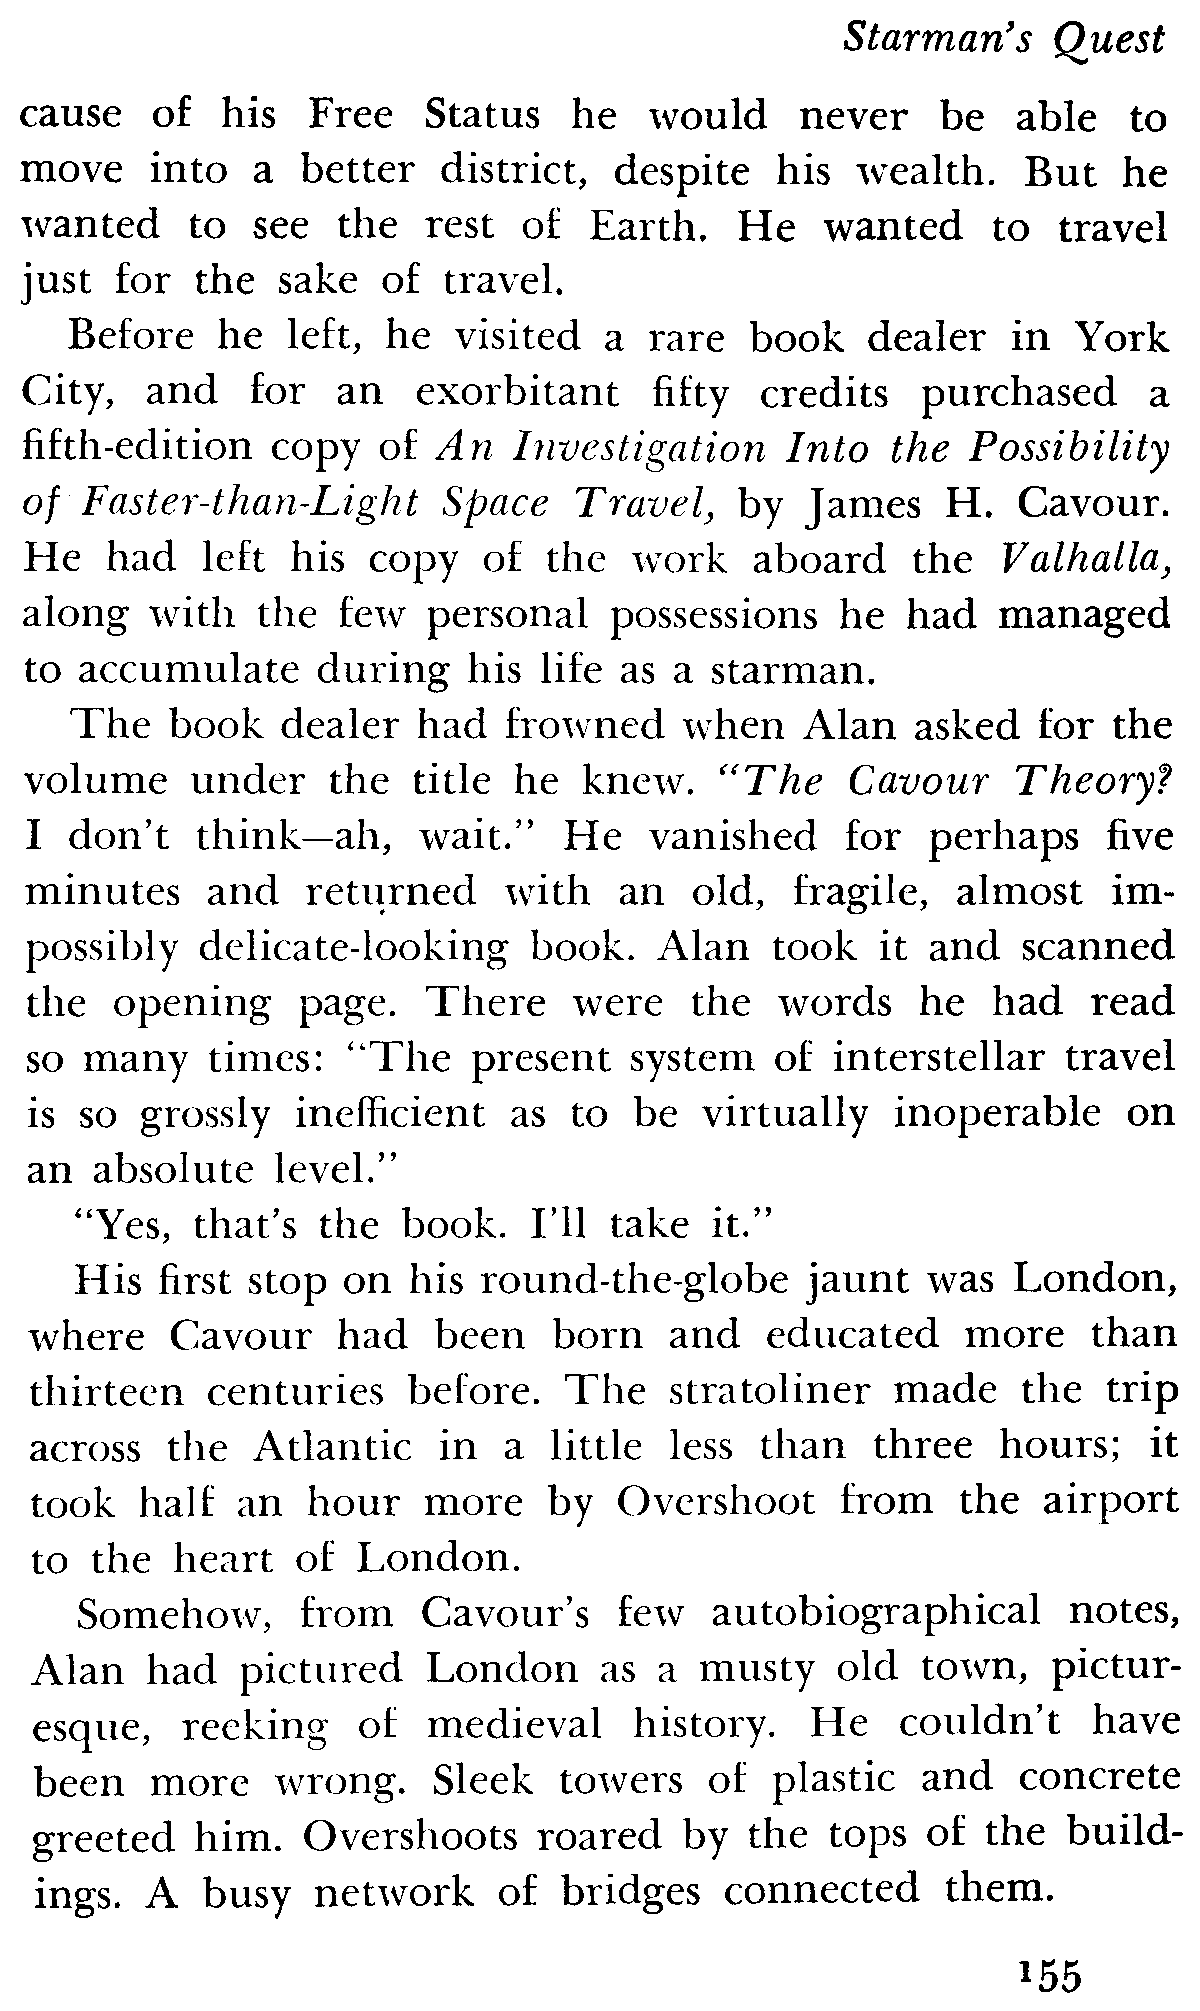 Starman's Quest
cause of his Free Status he would never be able to
move into a better district, despite his wealth. But he
wanted to see the rest of Earth. He wanted to travel
just for the sake of travel.
Before he left, he visited a rare book dealer in York
City, and for an exorbitant fifty credits purchased a
fifth-edition copy of An Investigation Into the Possibility
of Faster-than-Light Space Travel, by James H. Cavour.
He had left his copy of the work aboard the Valhalla,
along with the few personal possessions he had managed
to accumulate during his life as a starman.
The book dealer had frowned when Alan asked for the
volume under the title he knew. “The Cavour Theory?
I don't think—ah, wait.” He vanished for perhaps five
minutes and returned with an old, fragile, almost im-
possibly delicate-looking book. Alan took it and scanned
the opening page. There were the words he had read
so many times: “The present system of interstellar travel
is so grossly inefficient as to be virtually inoperable on
an absolute level.”
“Yes, that's the book. I'll take it.”
His first stop on his round-the-globe jaunt was London,
where Cavour had been born and educated more than
thirteen centuries before. The stratoliner made the trip
across the Atlantic in a little less than three hours; it
took half an hour more by Overshoot from the airport
to the heart of London.
Somehow, from Cavour's few autobiographical notes,
Alan had pictured London as a musty old town, pictur-
esque, reeking of medieval history. He couldn't have
been more wrong. Sleek towers of plastic and concrete
greeted him. Overshoots roared by the tops of the build-
ings. A busy network of bridges connected them.
155